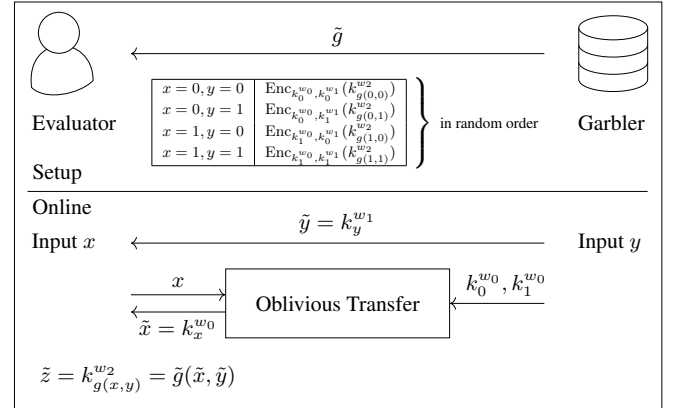 g̃
x = 0, y = 0 Enc_{k_0^{w_0}, k_0^{w_1}}(k_{g(0,0)}^{w_2})
x = 0, y = 1 Enc_{k_0^{w_0}, k_1^{w_1}}(k_{g(0,1)}^{w_2})
x = 1, y = 0 Enc_{k_1^{w_0}, k_0^{w_1}}(k_{g(1,0)}^{w_2})
x = 1, y = 1 Enc_{k_1^{w_0}, k_1^{w_1}}(k_{g(1,1)}^{w_2})
in random order
Evaluator
Garbler
Setup
Online
Input x
ỹ = k_y^{w_1}
Input y
x
Oblivious Transfer
k_0^{w_0}, k_1^{w_0}
x̃ = k_x^{w_0}
z̃ = k_{g(x,y)}^{w_2} = g̃(x̃, ỹ)